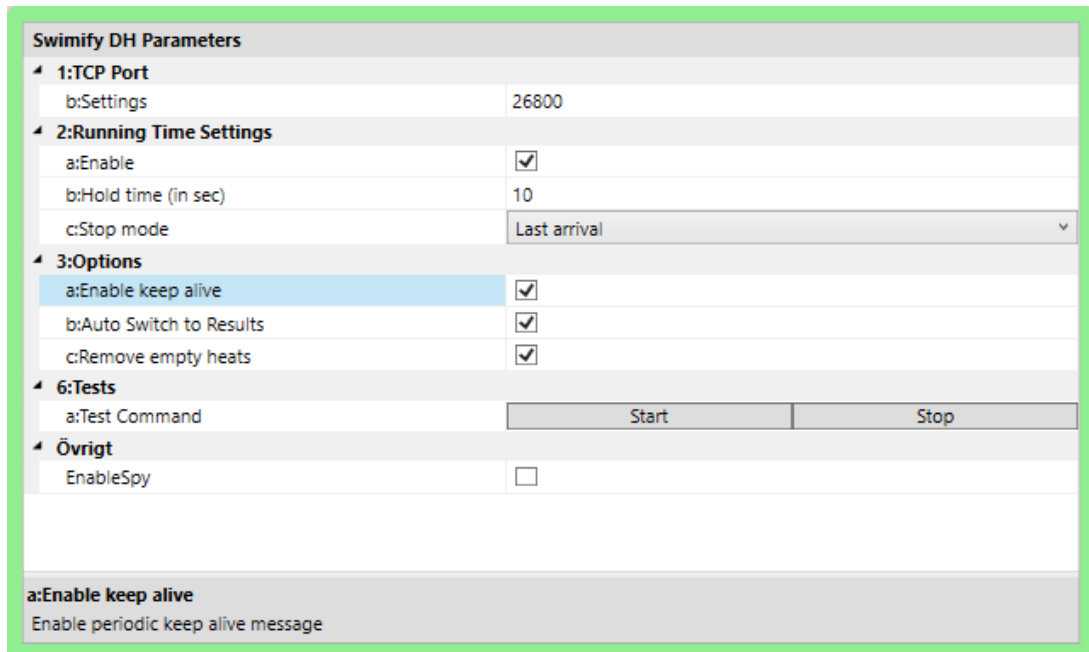 Swimify DH Parameters
1:TCP Port
b:Settings 26800
2:Running Time Settings
a:Enable
b:Hold time (in sec) 10
c:Stop mode Last arrival
3:Options
a:Enable keep alive
b:Auto Switch to Results
c:Remove empty heats
6:Tests
a:Test Command Start Stop
Övrigt
EnableSpy
a:Enable keep alive
Enable periodic keep alive message